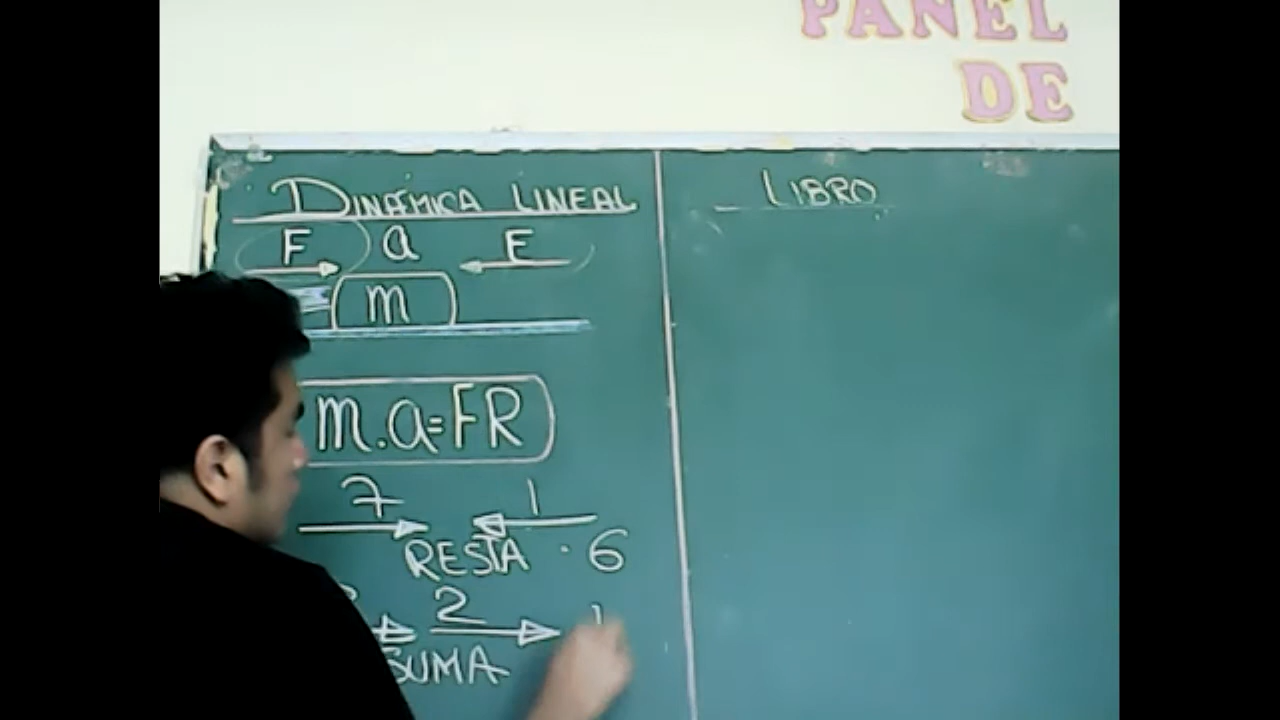 PANEL
DE
DINÁMICA LINEAL
F a F
m
m.a=FR
7 1
RESTA . 6
2
SUMA
LIBRO